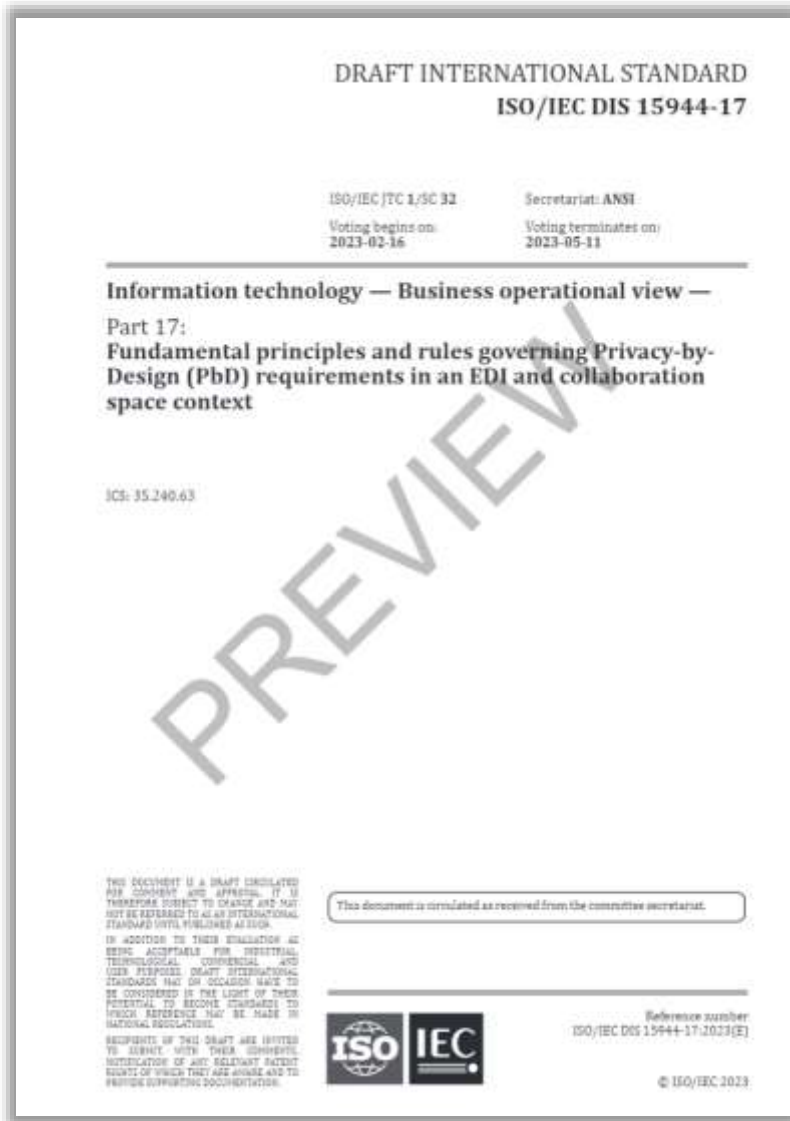 DRAFT INTERNATIONAL STANDARD
ISO/IEC DIS 15944-17
ISO/IEC JTC 1/SC 32
Secretariat: ANSI
Voting begins on:
2023-02-16
Voting terminates on:
2023-05-11
Information technology — Business operational view —
Part 17:
Fundamental principles and rules governing Privacy-by-
Design (PbD) requirements in an EDI and collaboration
space context
ICS: 35.240.63
PREVIEW
THIS DOCUMENT IS A DRAFT CIRCULATED
FOR COMMENT AND APPROVAL. IT IS
THEREFORE SUBJECT TO CHANGE AND MAY
NOT BE REFERRED TO AS AN INTERNATIONAL
STANDARD UNTIL PUBLISHED AS SUCH.
IN ADDITION TO THEIR EVALUATION AS
BEING ACCEPTABLE FOR INDUSTRIAL,
TECHNOLOGICAL, COMMERCIAL AND
USER PURPOSES, DRAFT INTERNATIONAL
STANDARDS MAY ON OCCASION HAVE TO
BE CONSIDERED IN THE LIGHT OF THEIR
POTENTIAL TO BECOME STANDARDS TO
WHICH REFERENCE MAY BE MADE IN
NATIONAL REGULATIONS.
RECIPIENTS OF THIS DRAFT ARE INVITED
TO SUBMIT, WITH THEIR COMMENTS,
NOTIFICATION OF ANY RELEVANT PATENT
RIGHTS OF WHICH THEY ARE AWARE AND TO
PROVIDE SUPPORTING DOCUMENTATION.
This document is circulated as received from the committee secretariat.
ISO
IEC
Reference number
ISO/IEC DIS 15944-17:2023(E)
© ISO/IEC 2023